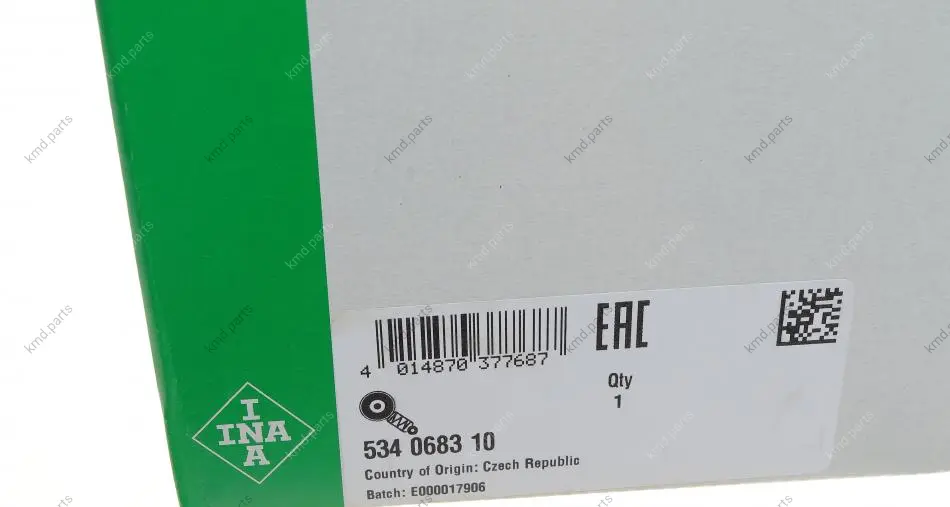 kmd.parts
EAC
4 014870 377687
Qty
1
534 0683 10
Country of Origin: Czech Republic
Batch: E000017906
I
INA
A